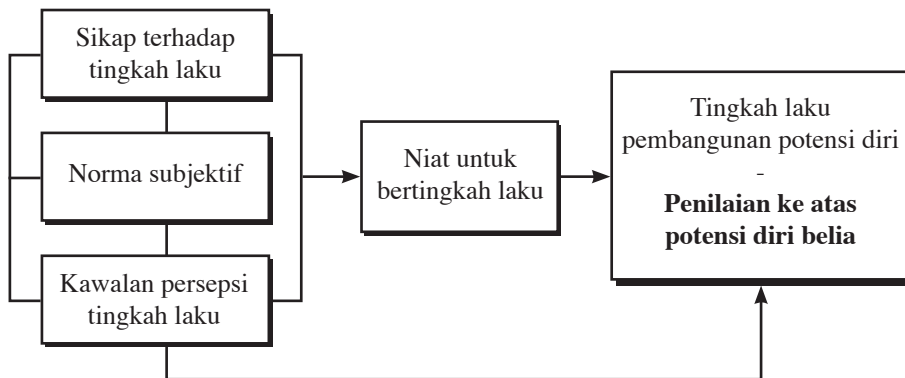 Sikap terhadap
tingkah laku
Norma subjektif
Kawalan persepsi
tingkah laku
Niat untuk
bertingkah laku
Tingkah laku
pembangunan potensi diri
-
Penilaian ke atas
potensi diri belia